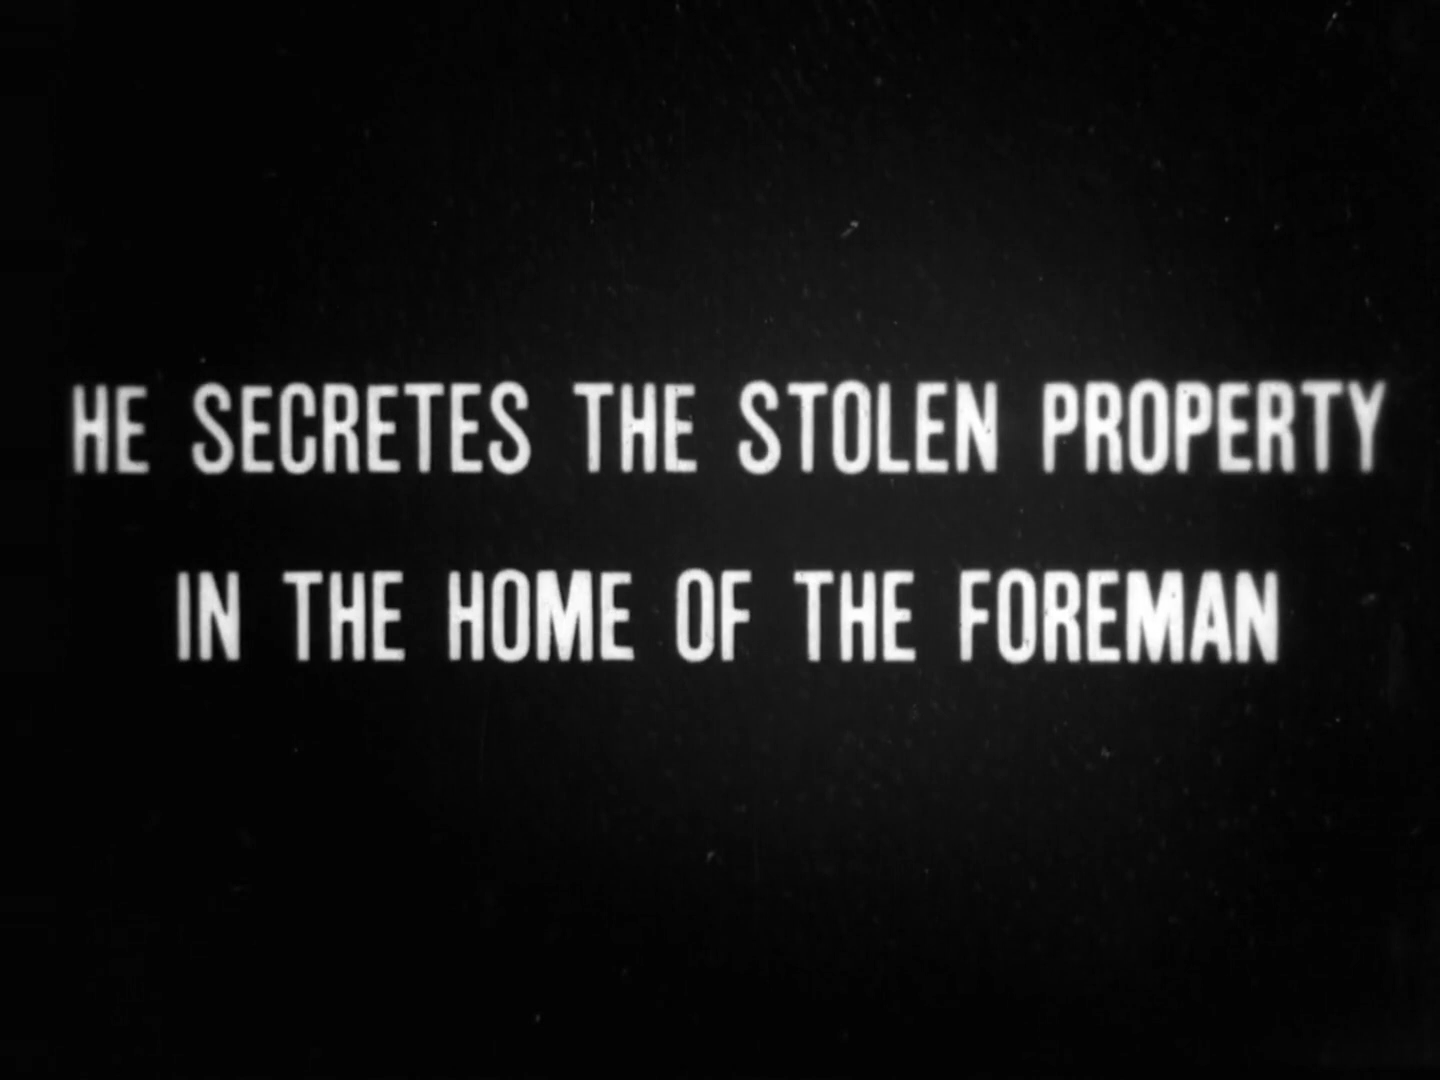 HE SECRETES THE STOLEN PROPERTY
IN THE HOME OF THE FOREMAN